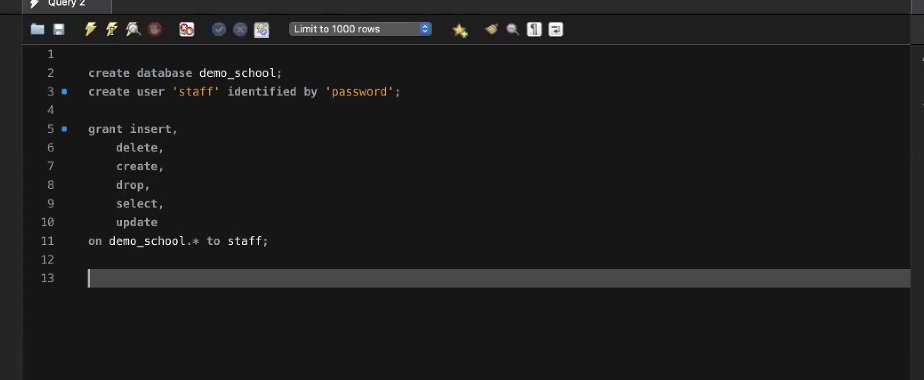 Query 2
Limit to 1000 rows
1
2 create database demo_school;
3 create user 'staff' identified by 'password';
4
5 grant insert,
6 delete,
7 create,
8 drop,
9 select,
10 update
11 on demo_school.* to staff;
12
13